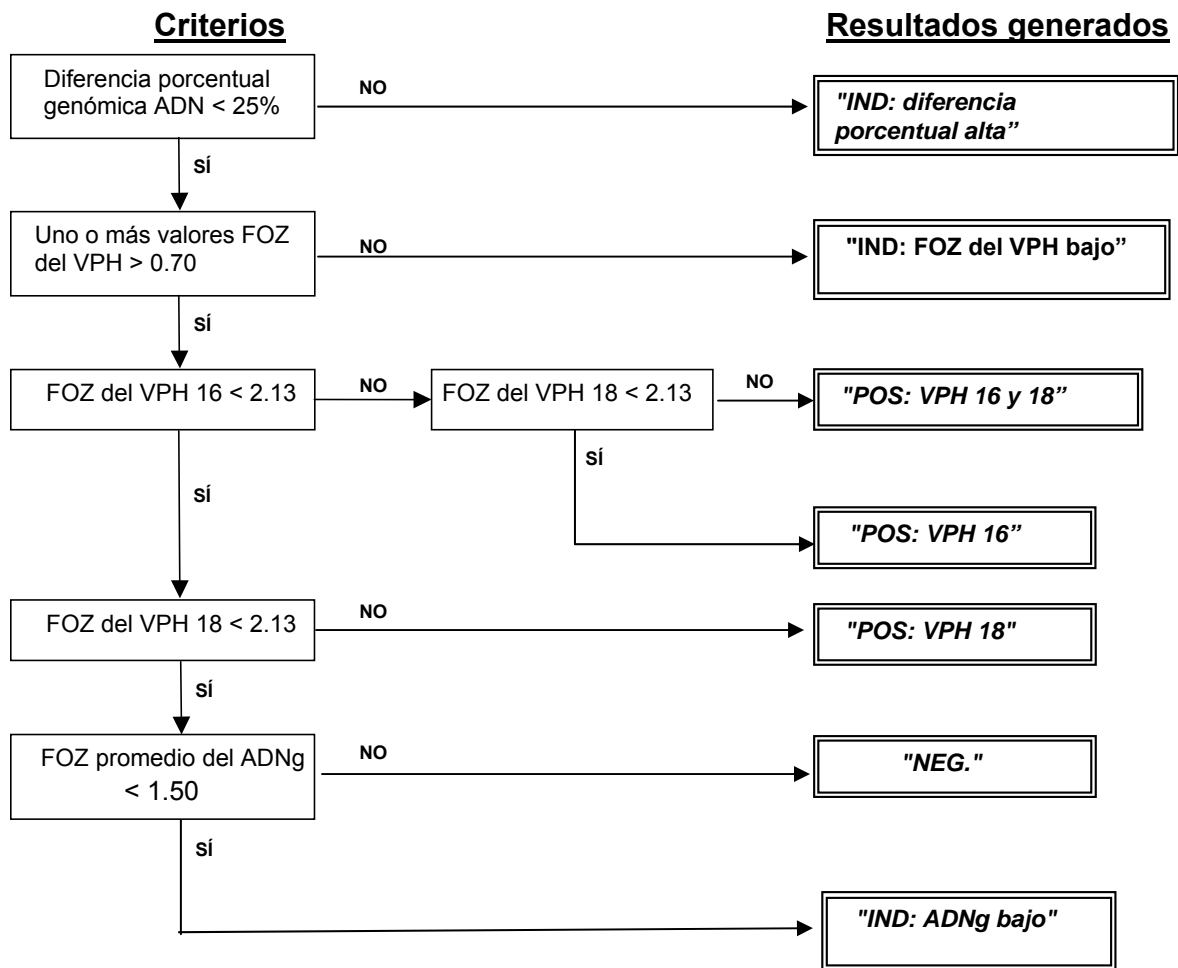 Criterios
Resultados generados
Diferencia porcentual
genómica ADN < 25%
NO
"IND: diferencia
porcentual alta”
SÍ
Uno o más valores FOZ
del VPH > 0.70
NO
"IND: FOZ del VPH bajo”
SÍ
FOZ del VPH 16 < 2.13
NO
FOZ del VPH 18 < 2.13
NO
"POS: VPH 16 y 18”
SÍ
SÍ
"POS: VPH 16”
FOZ del VPH 18 < 2.13
NO
"POS: VPH 18"
SÍ
FOZ promedio del ADNg
< 1.50
NO
"NEG."
SÍ
"IND: ADNg bajo"